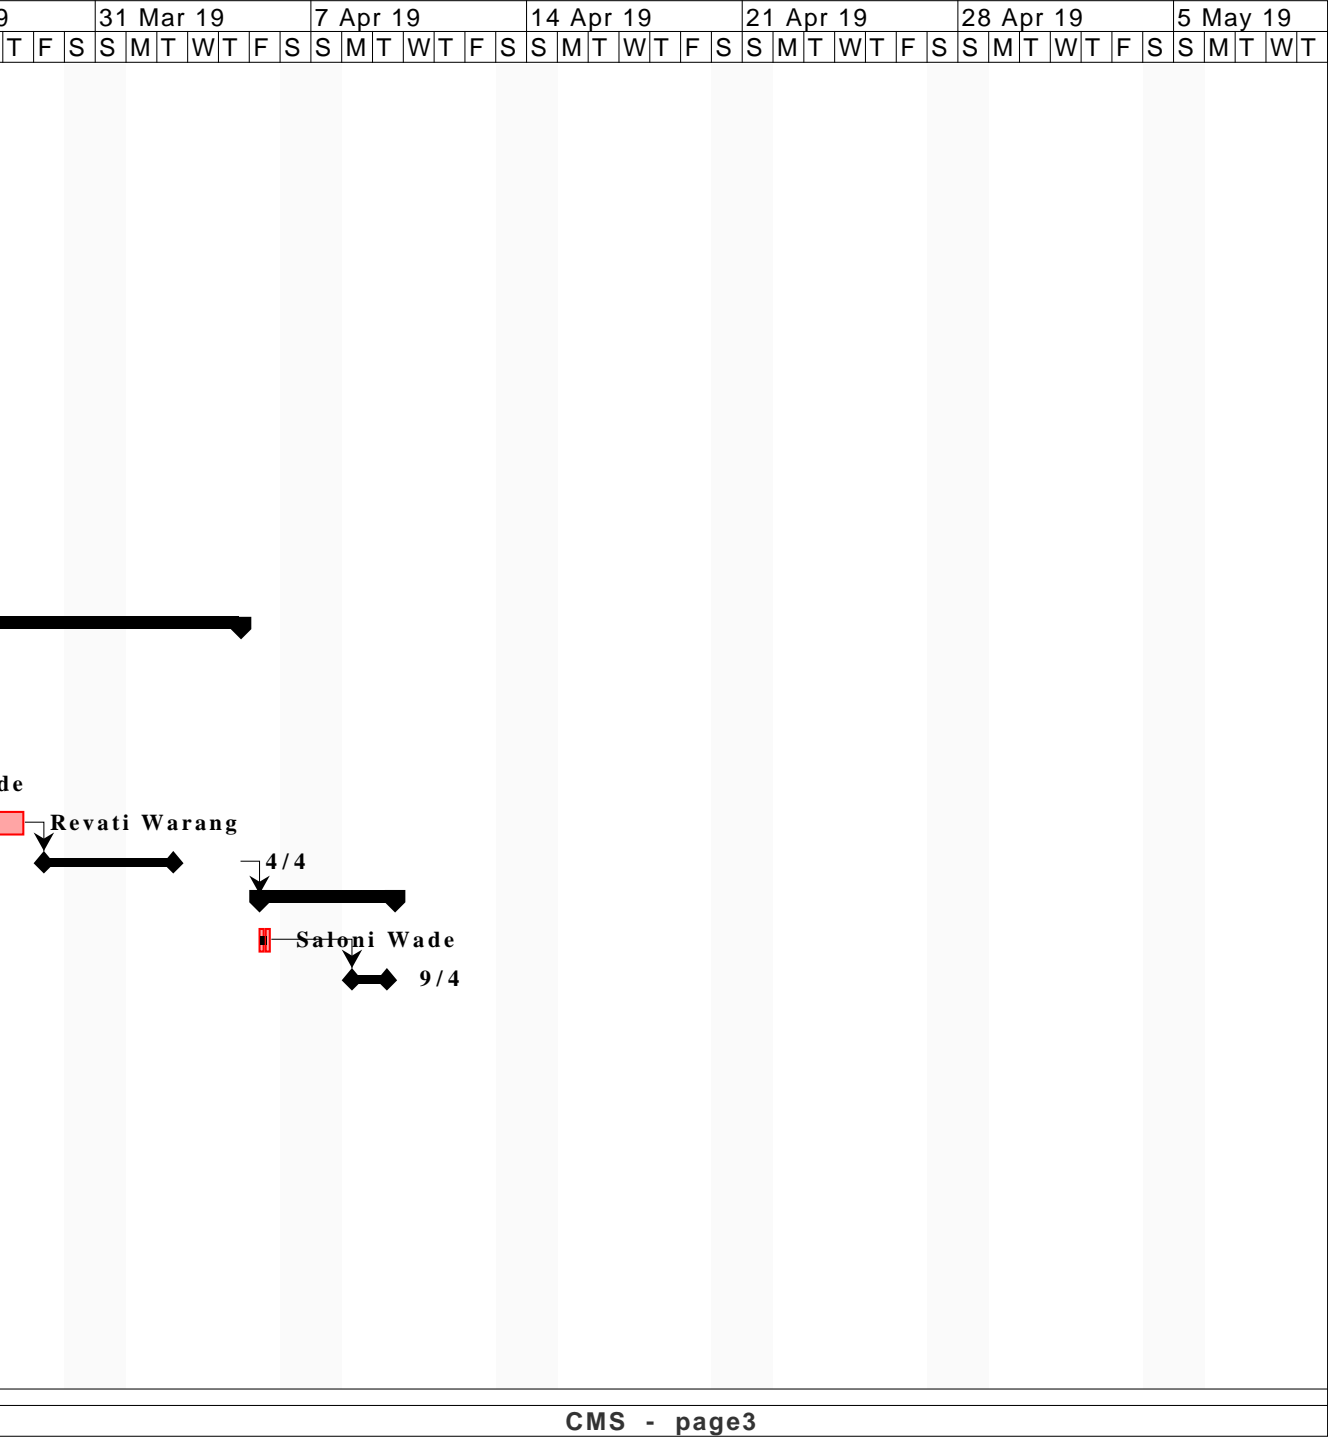 9 31 Mar 19 7 Apr 19 14 Apr 19 21 Apr 19 28 Apr 19 5 May 19
T F S S M T W T F S S M T W T F S S M T W T F S S M T W T F S S M T W T F S S M T W T
de
Revati Warang
4/4
Saloni Wade
9/4
CMS - page3